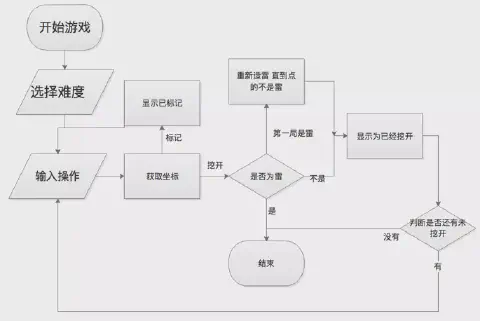 开始游戏
选择难度
显示已标记
标记
输入操作
获取坐标
挖开
重新造雷 直到点
的不是雷
第一局是雷
是否为雷
不是
是
显示为已经挖开
判断是否还有未
挖开
没有
有
结束